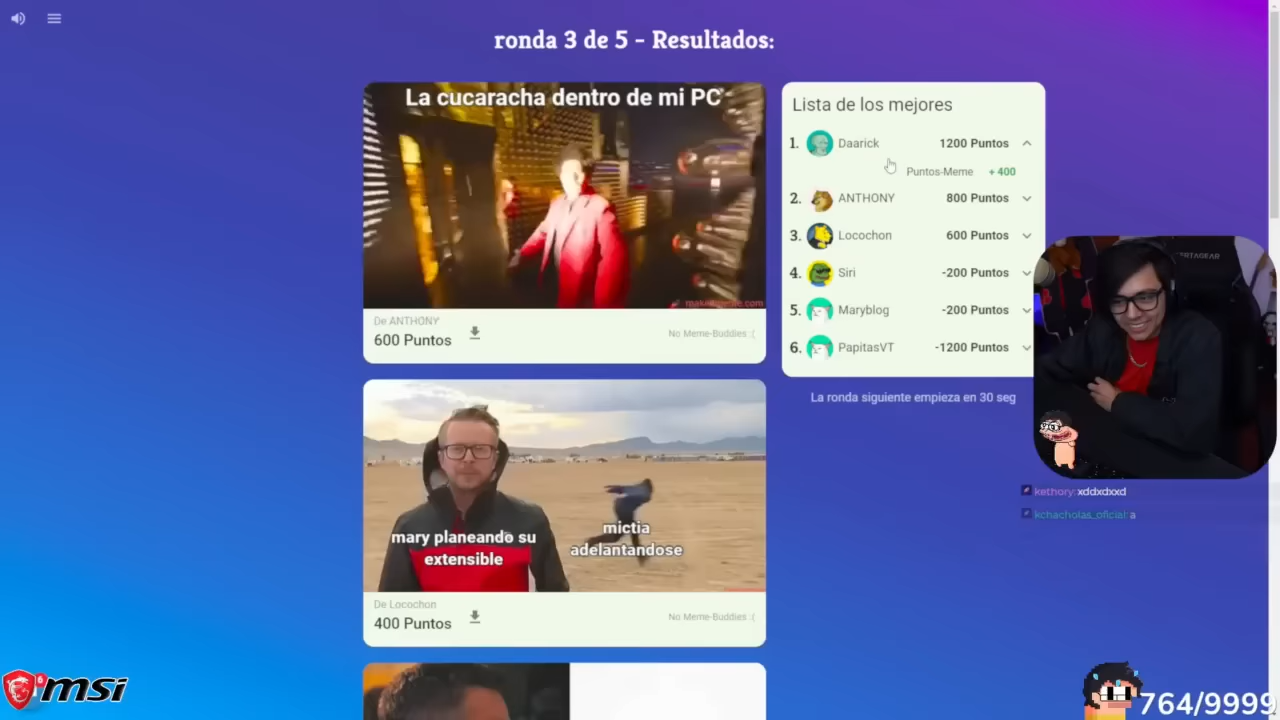 ronda 3 de 5 - Resultados:
La cucaracha dentro de mi PC
De ANTHONY
600 Puntos
No Meme-Buddies :(
mary planeando su
extensible
mictia
adelantandose
De Locochon
400 Puntos
No Meme-Buddies :(
Lista de los mejores
1. Daarick 1200 Puntos
Puntos-Meme +400
2. ANTHONY 800 Puntos
3. Locochon 600 Puntos
4. Siri -200 Puntos
5. Maryblog -200 Puntos
6. PapitasVT -1200 Puntos
La ronda siguiente empieza en 30 seg
kethory: xddxdxxd
kchacholas_oficial: a
msi
764/9999